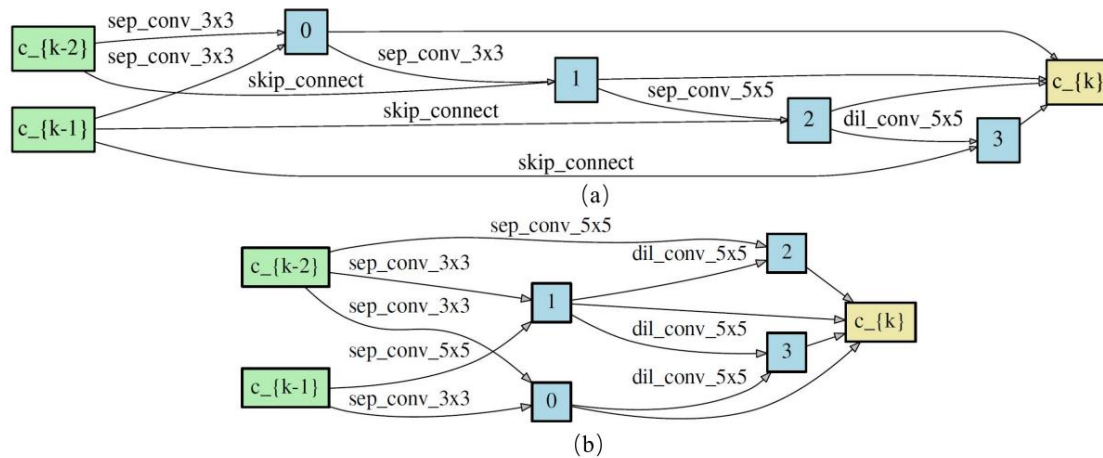 sep_conv_3x3
c_{k-2}
0
sep_conv_3x3
sep_conv_3x3
skip_connect
1
sep_conv_5x5
c_{k}
c_{k-1}
skip_connect
2
dil_conv_5x5
3
skip_connect
(a)
sep_conv_5x5
c_{k-2}
sep_conv_3x3
dil_conv_5x5
2
sep_conv_3x3
1
c_{k}
sep_conv_5x5
dil_conv_5x5
3
c_{k-1}
sep_conv_3x3
dil_conv_5x5
0
(b)